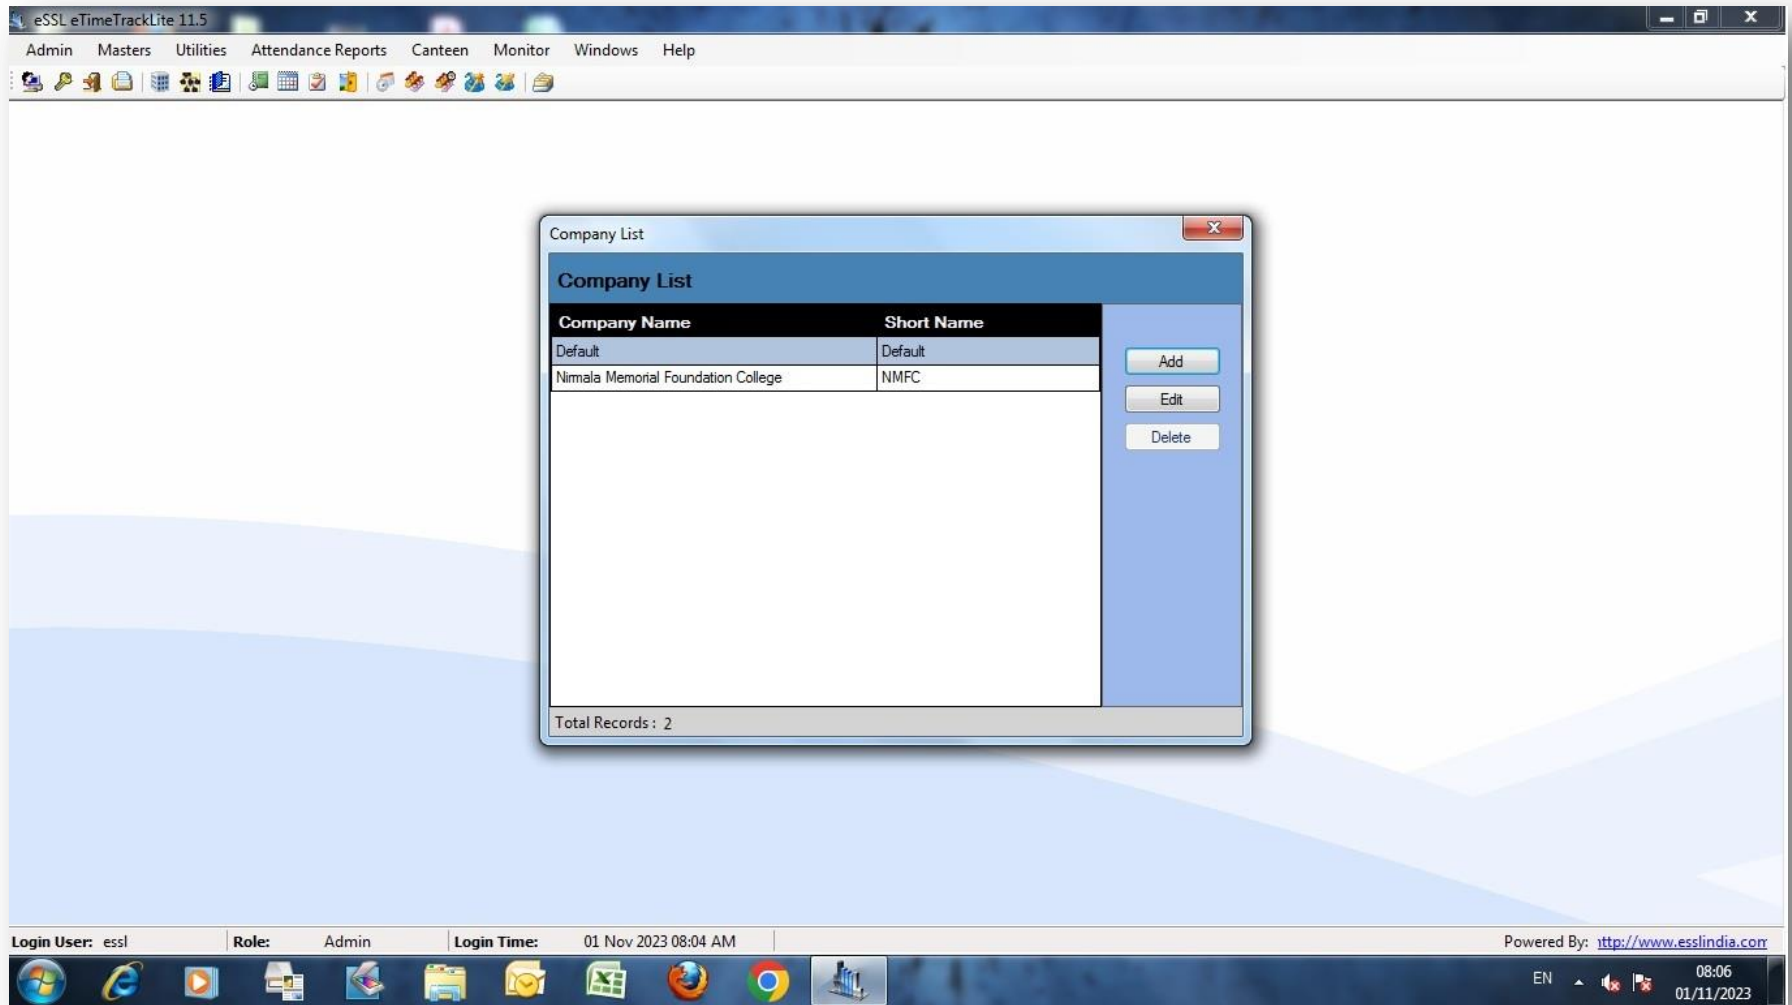 eSSL eTimeTrackLite 11.5
Admin Masters Utilities Attendance Reports Canteen Monitor Windows Help
Company List
Company List
Company Name Short Name
Default Default
Nirmala Memorial Foundation College NMFC
Add
Edit
Delete
Total Records : 2
Login User: essl Role: Admin Login Time: 01 Nov 2023 08:04 AM Powered By: ttp://www.esslindia.com
EN 08:06
01/11/2023